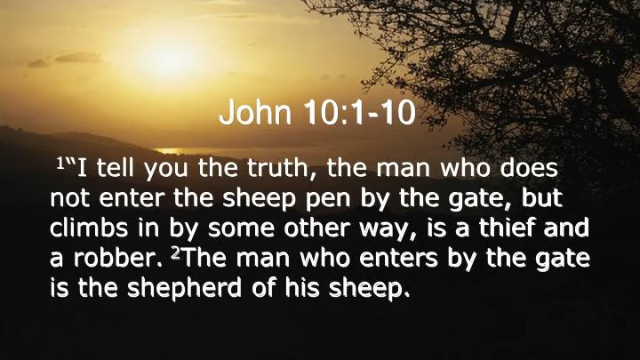 John 10:1-10
¹“I tell you the truth, the man who does
not enter the sheep pen by the gate, but
climbs in by some other way, is a thief and
a robber. ²The man who enters by the gate
is the shepherd of his sheep.